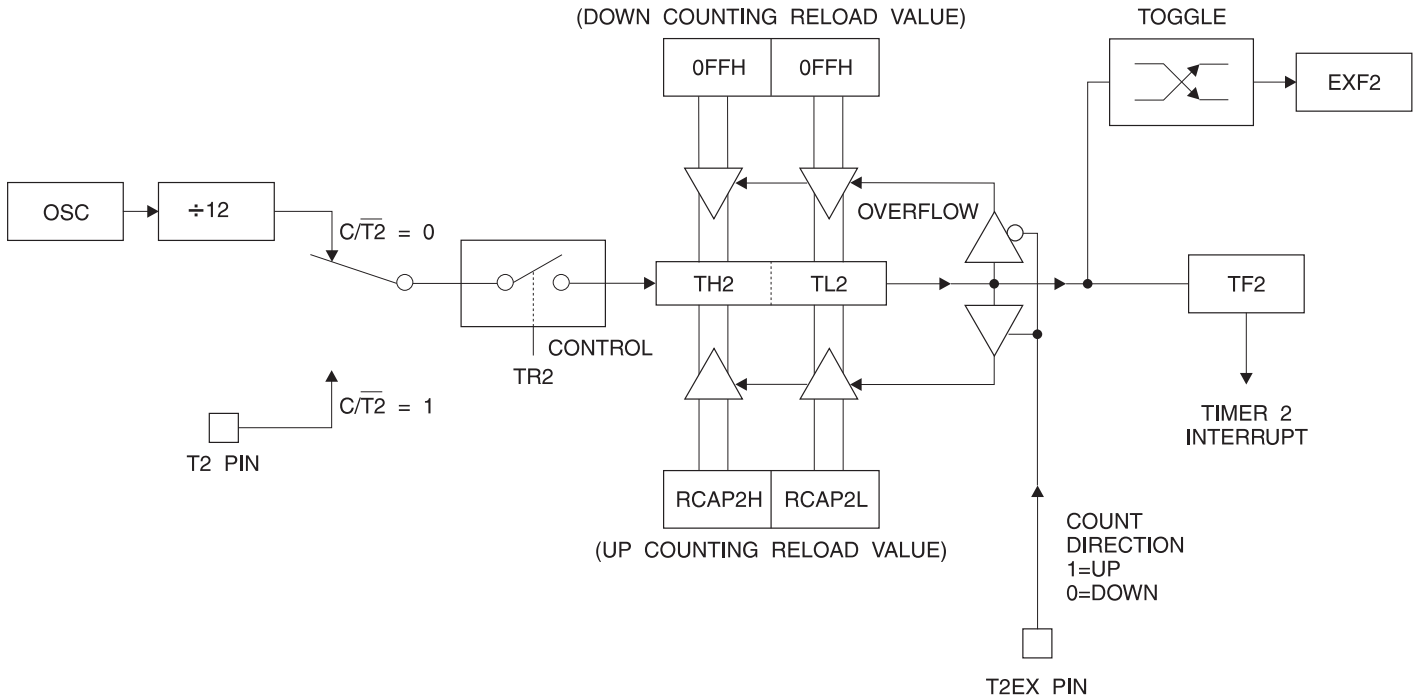 (DOWN COUNTING RELOAD VALUE)
TOGGLE
0FFH
0FFH
EXF2
OSC
÷12
C/T2̅ = 0
OVERFLOW
TH2
TL2
TF2
CONTROL
TR2
C/T2̅ = 1
T2 PIN
TIMER 2
INTERRUPT
RCAP2H
RCAP2L
(UP COUNTING RELOAD VALUE)
COUNT
DIRECTION
1=UP
0=DOWN
T2EX PIN